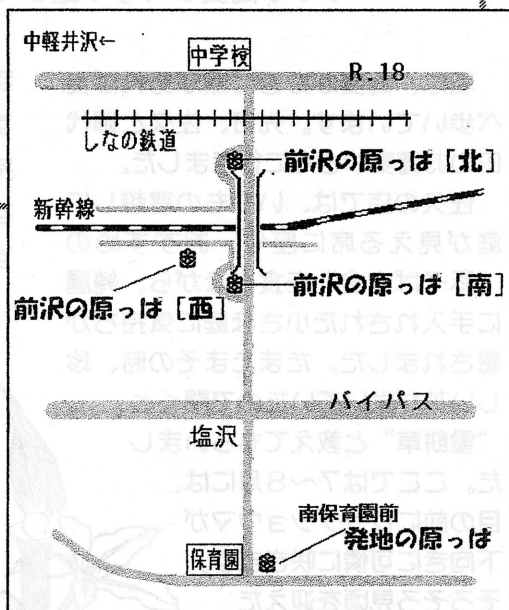 中軽井沢←
中学校
R.18
しなの鉄道
前沢の原っぱ [北]
新幹線
前沢の原っぱ [西]
前沢の原っぱ [南]
バイパス
塩沢
南保育園前
発地の原っぱ
保育園